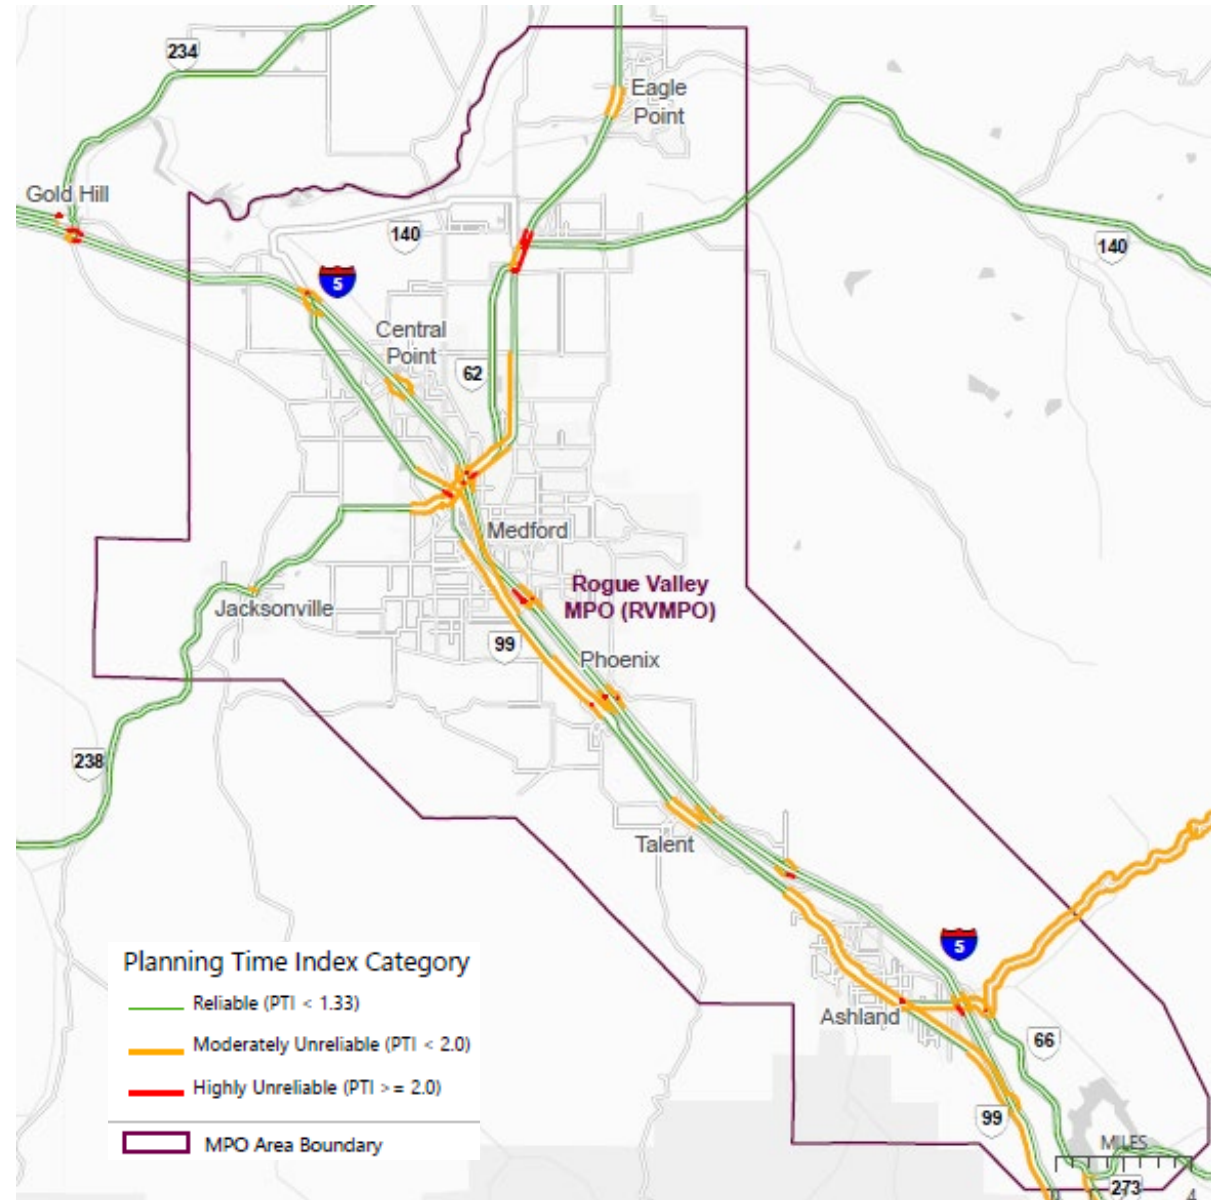 234
Eagle
Point
Gold Hill
140
140
5
Central
Point
62
Medford
Rogue Valley
MPO (RVMPO)
Jacksonville
99
Phoenix
238
Talent
5
Ashland
66
99
MILES
273
4
Planning Time Index Category
Reliable (PTI < 1.33)
Moderately Unreliable (PTI < 2.0)
Highly Unreliable (PTI >= 2.0)
MPO Area Boundary